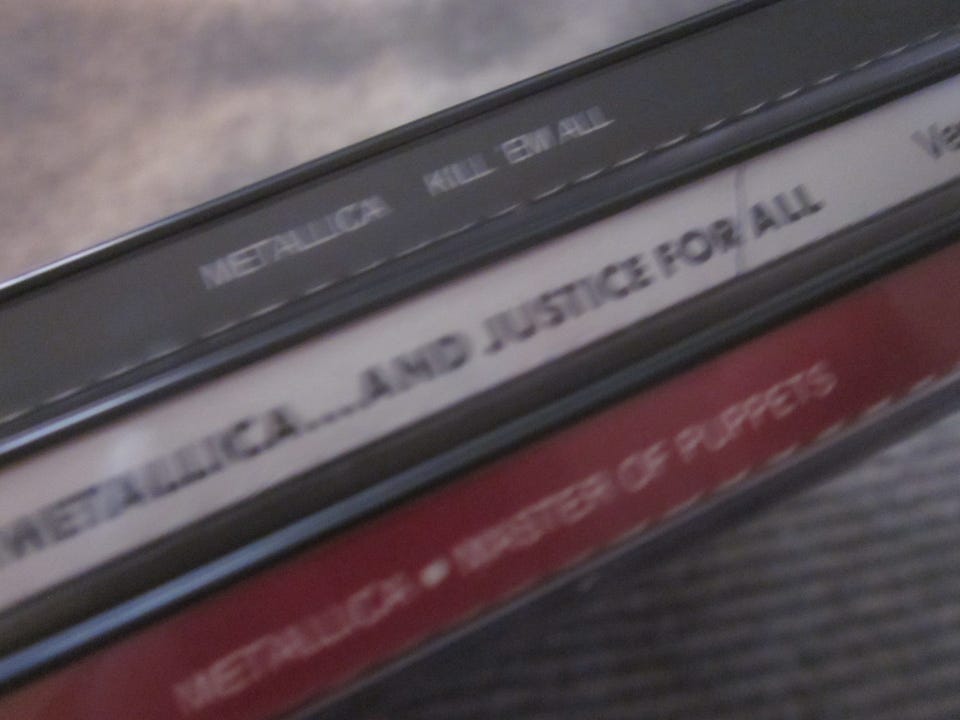 METALLICA KILL 'EM ALL
METALLICA...AND JUSTICE FOR ALL
METALLICA • MASTER OF PUPPETS